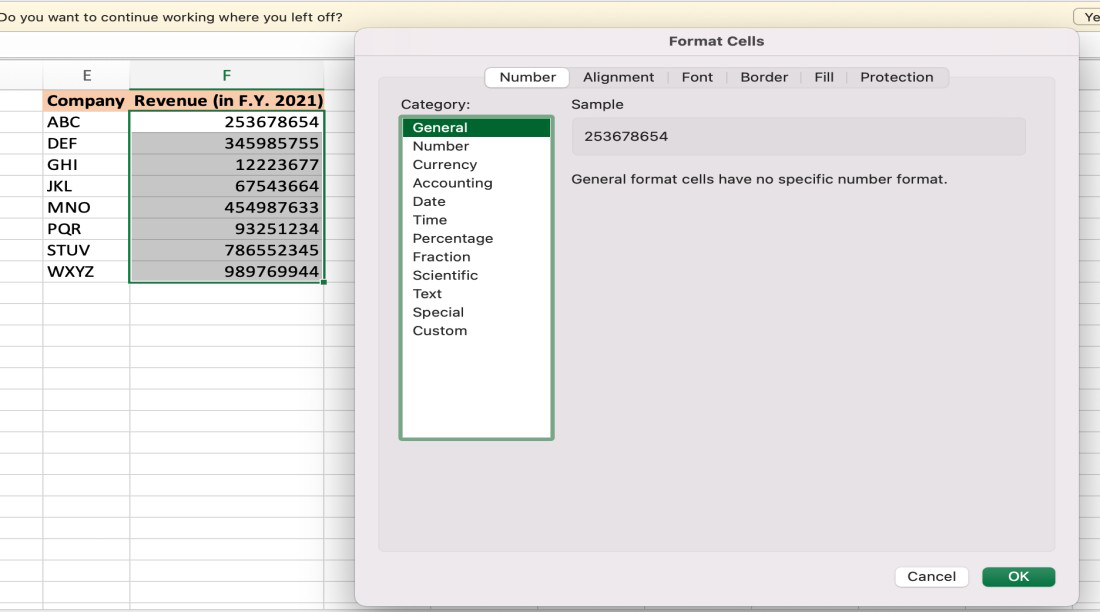 Do you want to continue working where you left off?
Ye
Format Cells
E F
Company Revenue (in F.Y. 2021)
ABC 253678654
DEF 345985755
GHI 12223677
JKL 67543664
MNO 454987633
PQR 93251234
STUV 786552345
WXYZ 989769944
Number Alignment Font Border Fill Protection
Category:
General
Number
Currency
Accounting
Date
Time
Percentage
Fraction
Scientific
Text
Special
Custom
Sample
253678654
General format cells have no specific number format.
Cancel OK